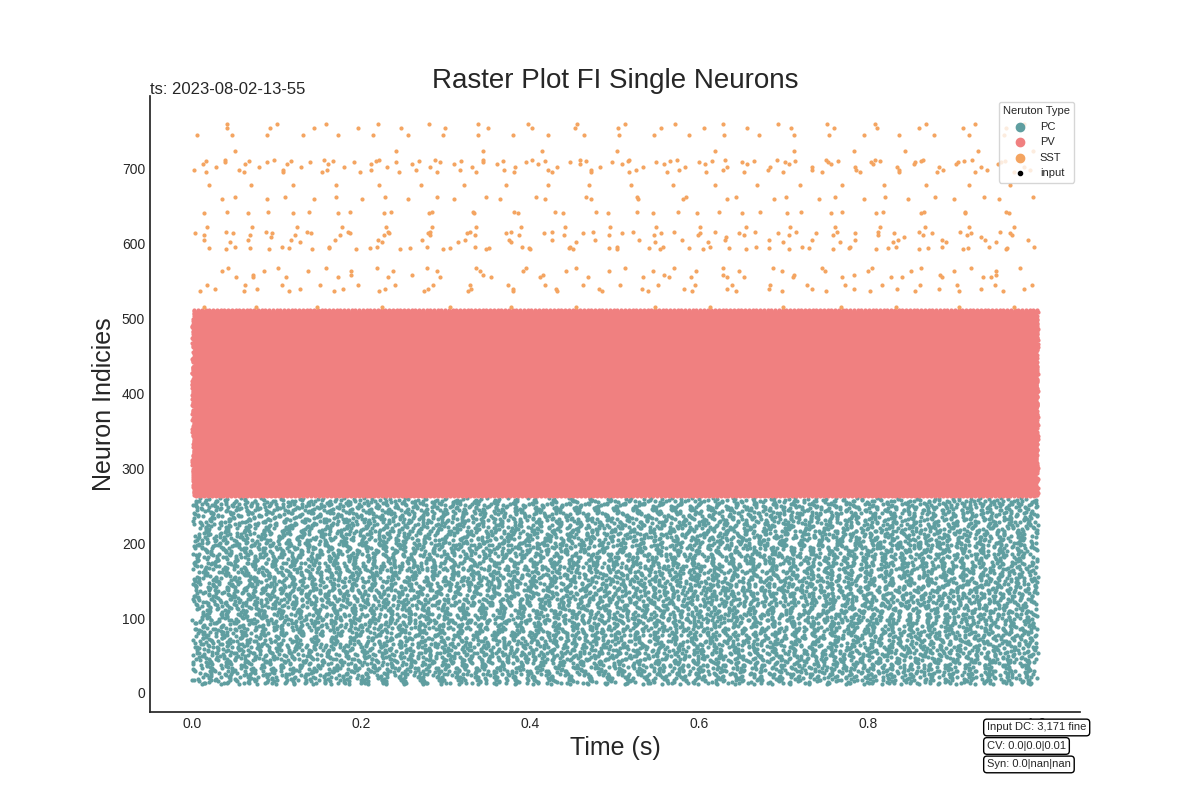 Raster Plot FI Single Neurons
ts: 2023-08-02-13-55
Neruton Type
PC
PV
SST
input
Neuron Indicies
700
600
500
400
300
200
100
0
0.0 0.2 0.4 0.6 0.8
Time (s)
Input DC: 3,171 fine
CV: 0.0|0.0|0.01
Syn: 0.0|nan|nan